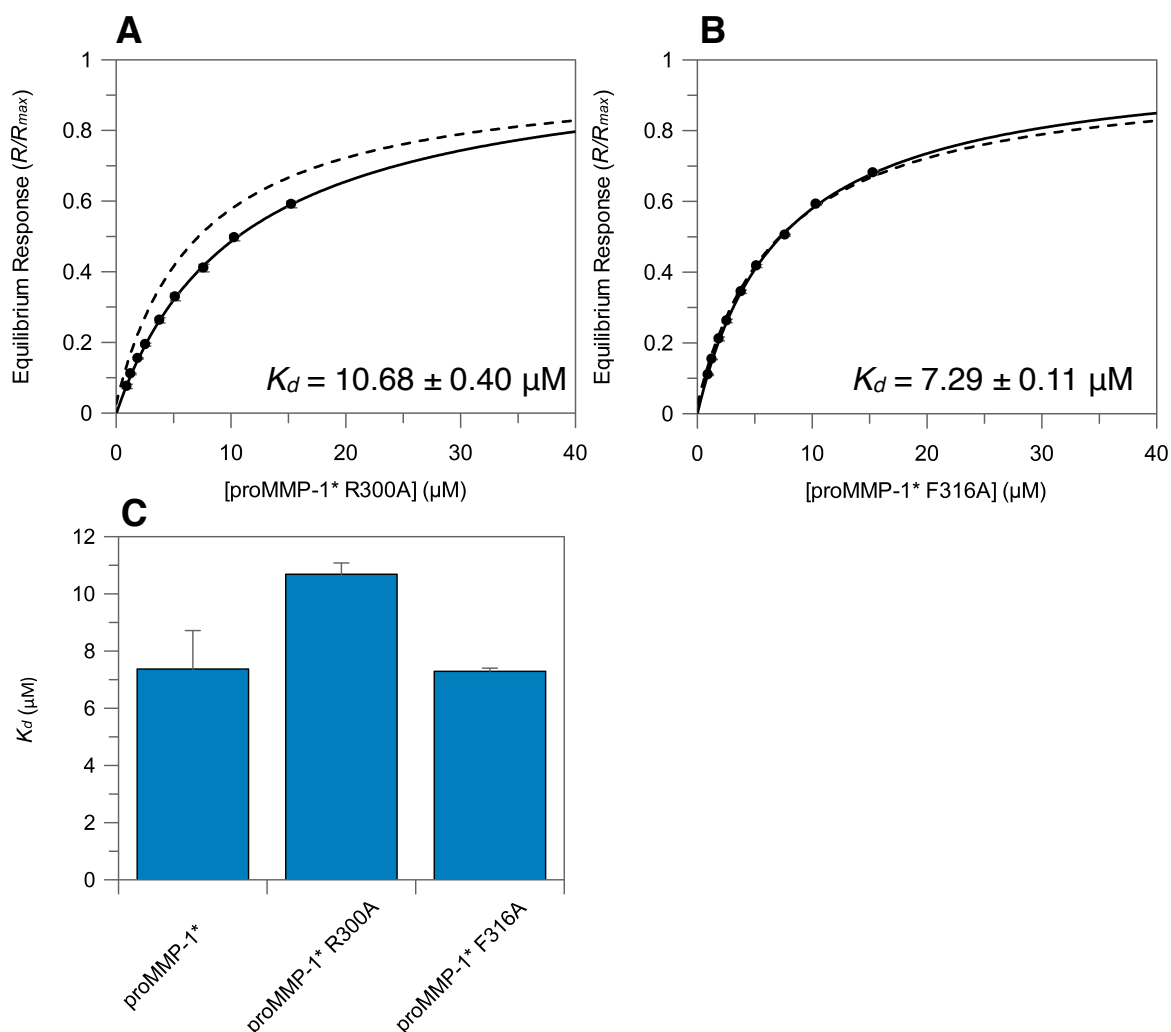 A
Equilibrium Response (R/Rmax)
1
0.8
0.6
0.4
0.2
0
Kd = 10.68 ± 0.40 μM
0 10 20 30 40
[proMMP-1* R300A] (μM)
B
Equilibrium Response (R/Rmax)
1
0.8
0.6
0.4
0.2
0
Kd = 7.29 ± 0.11 μM
0 10 20 30 40
[proMMP-1* F316A] (μM)
C
Kd (μM)
12
10
8
6
4
2
0
proMMP-1*
proMMP-1* R300A
proMMP-1* F316A